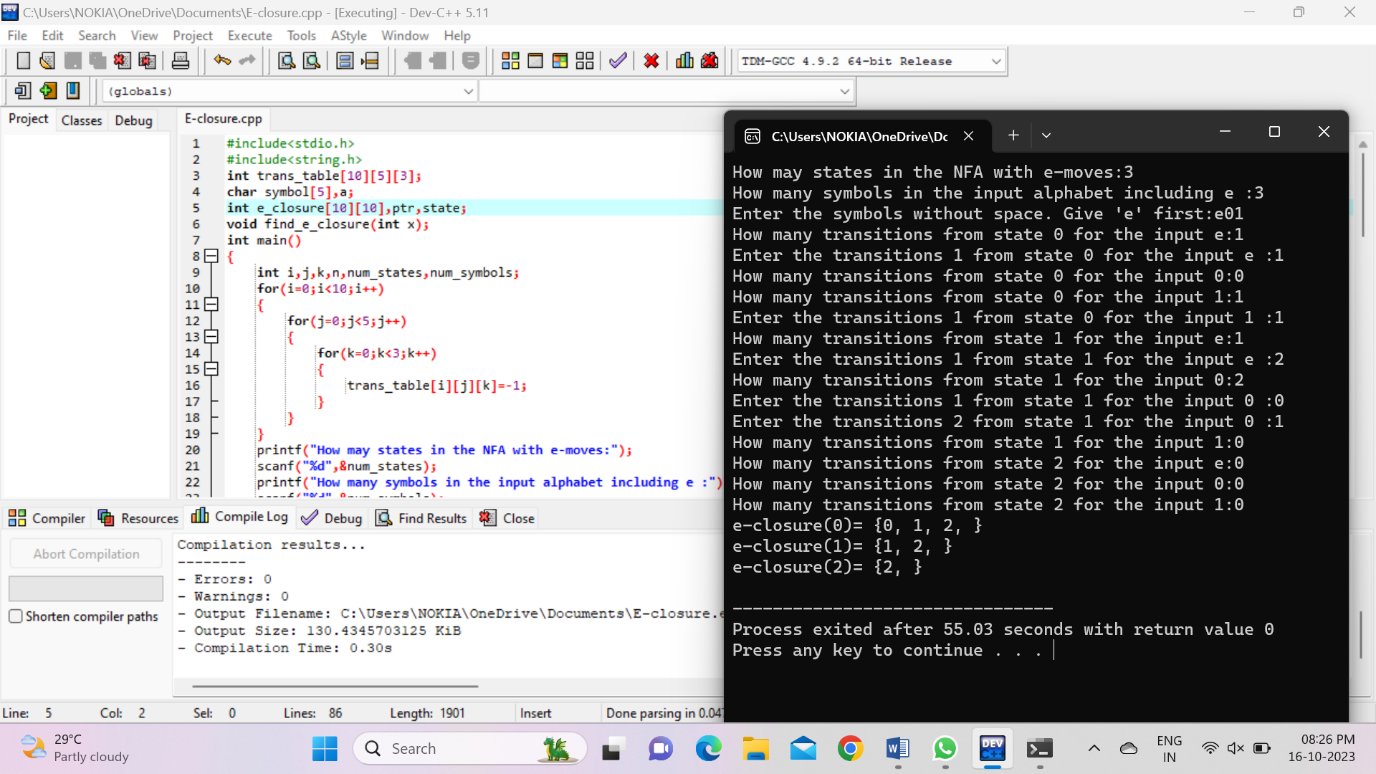 C:\Users\NOKIA\OneDrive\Documents\E-closure.cpp - [Executing] - Dev-C++ 5.11
File Edit Search View Project Execute Tools AStyle Window Help
TDM-GCC 4.9.2 64-bit Release
(globals)
Project Classes Debug
E-closure.cpp
1 #include<stdio.h>
2 #include<string.h>
3 int trans_table[10][5][3];
4 char symbol[5],a;
5 int e_closure[10][10],ptr,state;
6 void find_e_closure(int x);
7 int main()
8 {
9 int i,j,k,n,num_states,num_symbols;
10 for(i=0;i<10;i++)
11 {
12 for(j=0;j<5;j++)
13 {
14 for(k=0;k<3;k++)
15 {
16 trans_table[i][j][k]=-1;
17 }
18 }
19 }
20 printf("How may states in the NFA with e-moves:");
21 scanf("%d",&num_states);
22 printf("How many symbols in the input alphabet including e :")
C:\Users\NOKIA\OneDrive\Dc
How may states in the NFA with e-moves:3
How many symbols in the input alphabet including e :3
Enter the symbols without space. Give 'e' first:e01
How many transitions from state 0 for the input e:1
Enter the transitions 1 from state 0 for the input e :1
How many transitions from state 0 for the input 0:0
How many transitions from state 0 for the input 1:1
Enter the transitions 1 from state 0 for the input 1 :1
How many transitions from state 1 for the input e:1
Enter the transitions 1 from state 1 for the input e :2
How many transitions from state 1 for the input 0:2
Enter the transitions 1 from state 1 for the input 0 :0
Enter the transitions 2 from state 1 for the input 0 :1
How many transitions from state 1 for the input 1:0
How many transitions from state 2 for the input e:0
How many transitions from state 2 for the input 0:0
How many transitions from state 2 for the input 1:0
e-closure(0)= {0, 1, 2, }
e-closure(1)= {1, 2, }
e-closure(2)= {2, }
--------------------------------
Process exited after 55.03 seconds with return value 0
Press any key to continue . . .
Compiler Resources Compile Log Debug Find Results Close
Abort Compilation
Shorten compiler paths
Compilation results...
--------
- Errors: 0
- Warnings: 0
- Output Filename: C:\Users\NOKIA\OneDrive\Documents\E-closure.e
- Output Size: 130.4345703125 KiB
- Compilation Time: 0.30s
Line: 5 Col: 2 Sel: 0 Lines: 86 Length: 1901 Insert Done parsing in 0.04
29°C
Partly cloudy
Search
DEV
ENG
IN
08:26 PM
16-10-2023